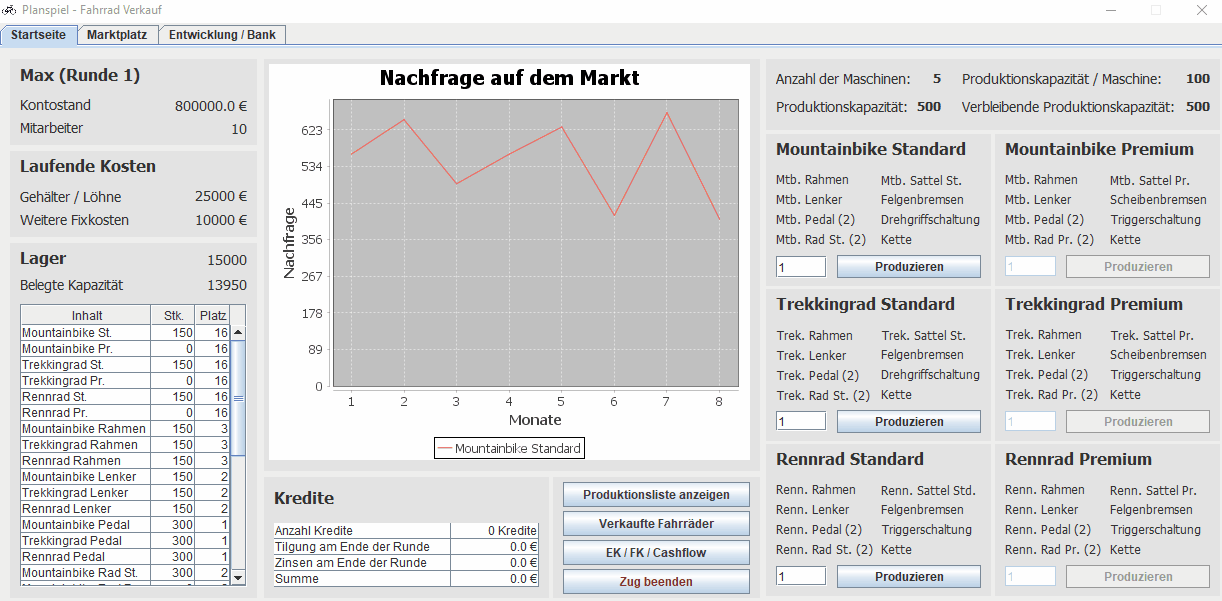 Planspiel - Fahrrad Verkauf
Startseite Marktplatz Entwicklung / Bank
Max (Runde 1)
Kontostand 800000.0 €
Mitarbeiter 10
Laufende Kosten
Gehälter / Löhne 25000 €
Weitere Fixkosten 10000 €
Lager 15000
Belegte Kapazität 13950
Inhalt Stk. Platz
Mountainbike St. 150 16
Mountainbike Pr. 0 16
Trekkingrad St. 150 16
Trekkingrad Pr. 0 16
Rennrad St. 150 16
Rennrad Pr. 0 16
Mountainbike Rahmen 150 3
Trekkingrad Rahmen 150 3
Rennrad Rahmen 150 3
Mountainbike Lenker 150 2
Trekkingrad Lenker 150 2
Rennrad Lenker 150 2
Mountainbike Pedal 300 1
Trekkingrad Pedal 300 1
Rennrad Pedal 300 1
Mountainbike Rad St. 300 2
Nachfrage auf dem Markt
Nachfrage
623
534
445
356
267
178
89
0
1 2 3 4 5 6 7 8
Monate
Mountainbike Standard
Kredite
Anzahl Kredite 0 Kredite
Tilgung am Ende der Runde 0.0 €
Zinsen am Ende der Runde 0.0 €
Summe 0.0 €
Produktionsliste anzeigen
Verkaufte Fahrräder
EK / FK / Cashflow
Zug beenden
Anzahl der Maschinen: 5 Produktionskapazität / Maschine: 100
Produktionskapazität: 500 Verbleibende Produktionskapazität: 500
Mountainbike Standard
Mtb. Rahmen Mtb. Sattel St.
Mtb. Lenker Felgenbremsen
Mtb. Pedal (2) Drehgriffschaltung
Mtb. Rad St. (2) Kette
1 Produzieren
Mountainbike Premium
Mtb. Rahmen Mtb. Sattel Pr.
Mtb. Lenker Scheibenbremsen
Mtb. Pedal (2) Triggerschaltung
Mtb. Rad Pr. (2) Kette
1 Produzieren
Trekkingrad Standard
Trek. Rahmen Trek. Sattel St.
Trek. Lenker Felgenbremsen
Trek. Pedal (2) Drehgriffschaltung
Trek. Rad St. (2) Kette
1 Produzieren
Trekkingrad Premium
Trek. Rahmen Trek. Sattel Pr.
Trek. Lenker Scheibenbremsen
Trek. Pedal (2) Triggerschaltung
Trek. Rad Pr. (2) Kette
1 Produzieren
Rennrad Standard
Renn. Rahmen Renn. Sattel Std.
Renn. Lenker Felgenbremsen
Renn. Pedal (2) Triggerschaltung
Renn. Rad St. (2) Kette
1 Produzieren
Rennrad Premium
Renn. Rahmen Renn. Sattel Pr.
Renn. Lenker Felgenbremsen
Renn. Pedal (2) Triggerschaltung
Renn. Rad Pr. (2) Kette
1 Produzieren